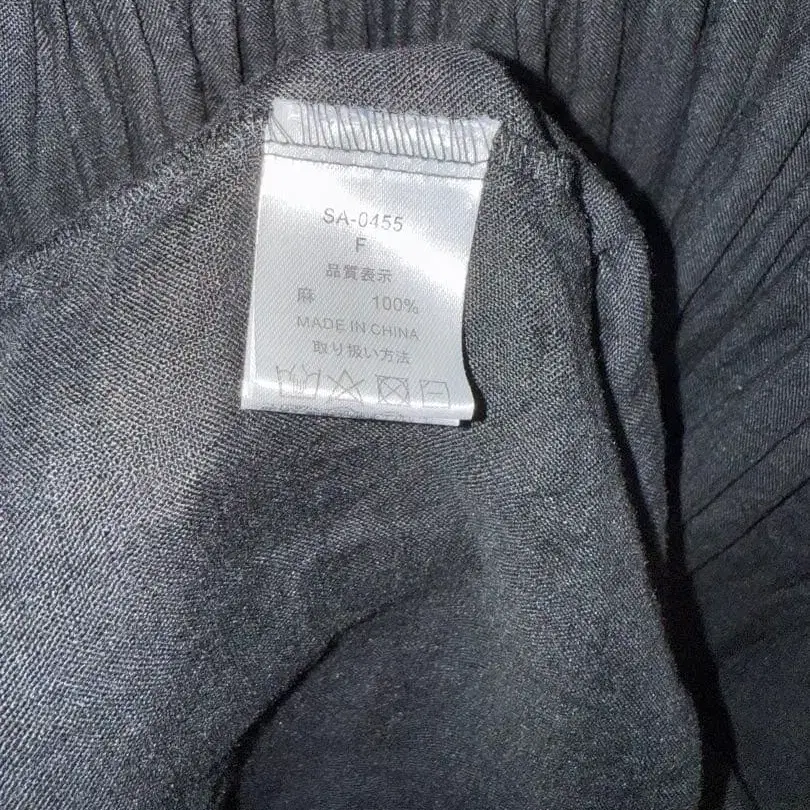 SA-0455
F
品質表示
麻 100%
MADE IN CHINA
取り扱い方法